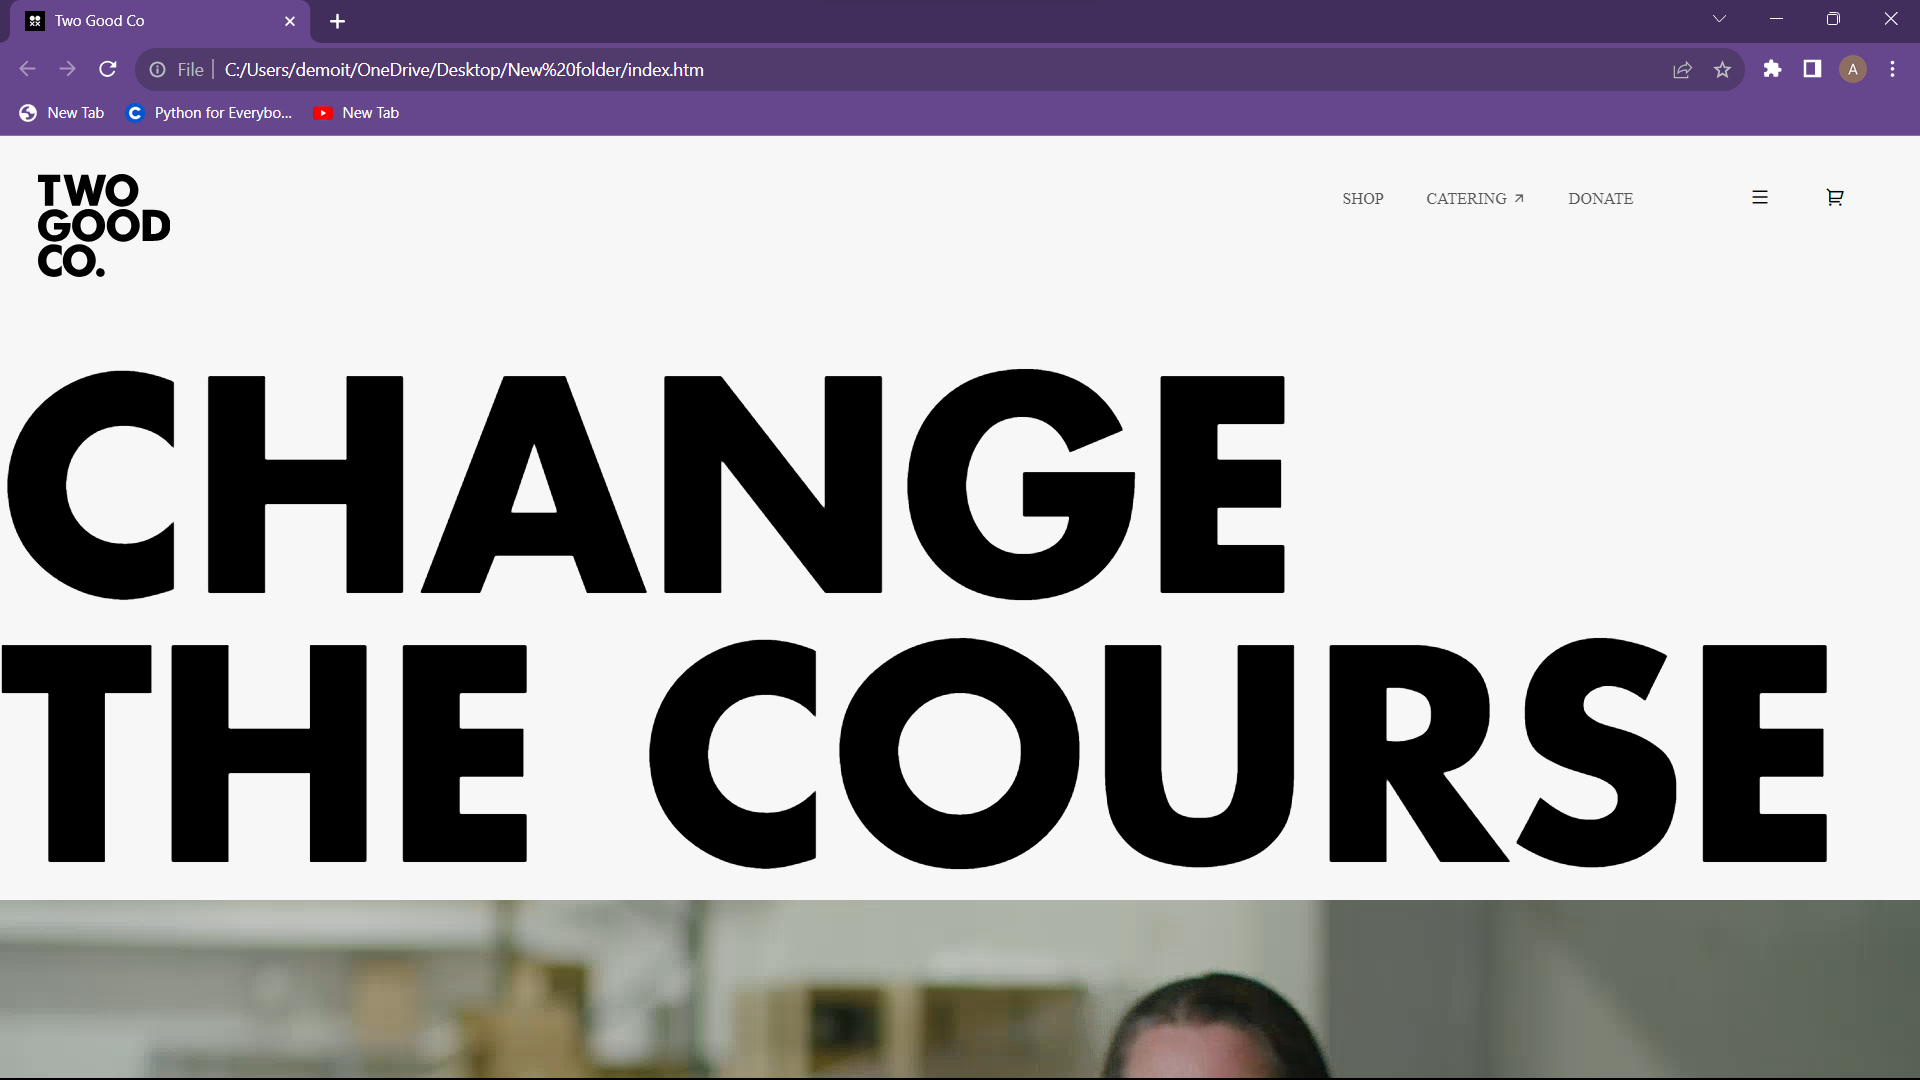 Two Good Co
File
C:/Users/demoit/OneDrive/Desktop/New%20folder/index.htm
A
New Tab
Python for Everybo...
New Tab
TWO
GOOD
CO.
SHOP
CATERING
DONATE
CHANGE
THE COURSE